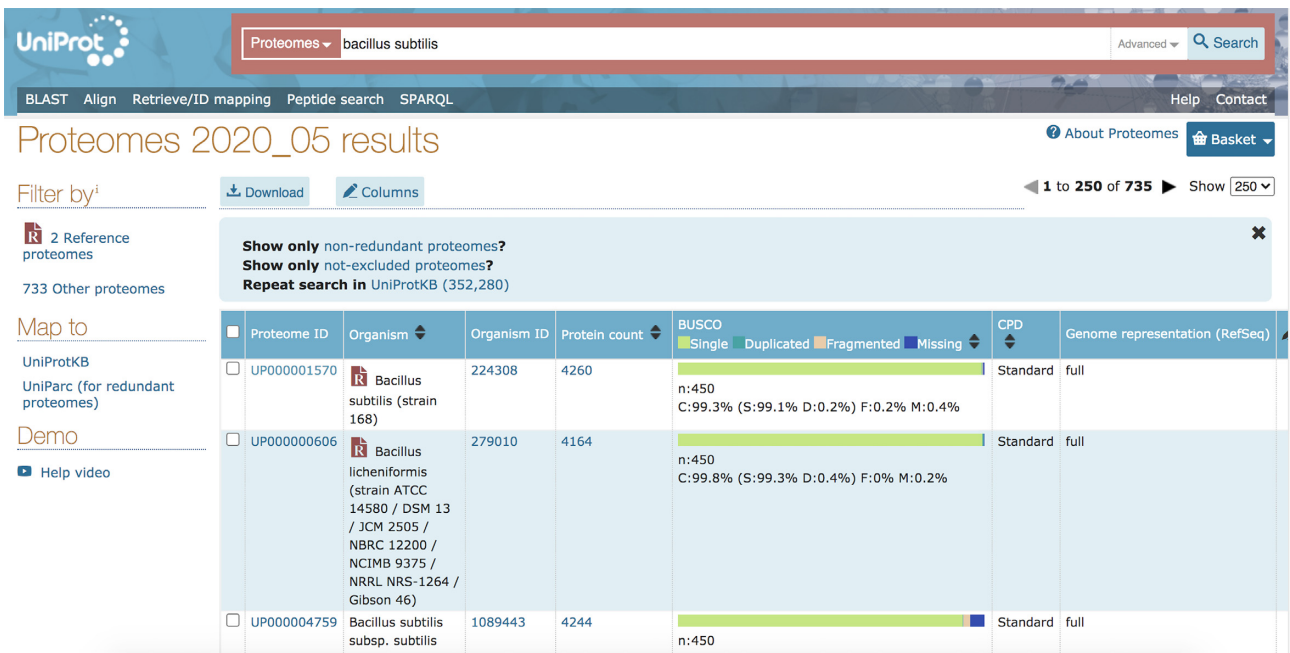 UniProt
Proteomes
bacillus subtilis
Advanced
Search
BLAST Align Retrieve/ID mapping Peptide search SPARQL
Help Contact
Proteomes 2020_05 results
About Proteomes
Basket
Filter by i
Download
Columns
1 to 250 of 735
Show 250
2 Reference
proteomes
733 Other proteomes
Show only non-redundant proteomes?
Show only not-excluded proteomes?
Repeat search in UniProtKB (352,280)
Map to
UniProtKB
UniParc (for redundant
proteomes)
Demo
Help video
Proteome ID
Organism
Organism ID
Protein count
BUSCO
Single Duplicated Fragmented Missing
CPD
Genome representation (RefSeq)
UP000001570
R Bacillus
subtilis (strain
168)
224308
4260
n:450
C:99.3% (S:99.1% D:0.2%) F:0.2% M:0.4%
Standard
full
UP000000606
R Bacillus
licheniformis
(strain ATCC
14580 / DSM 13
/ JCM 2505 /
NBRC 12200 /
NCIMB 9375 /
NRRL NRS-1264 /
Gibson 46)
279010
4164
n:450
C:99.8% (S:99.3% D:0.4%) F:0% M:0.2%
Standard
full
UP000004759
Bacillus subtilis
subsp. subtilis
1089443
4244
n:450
Standard
full